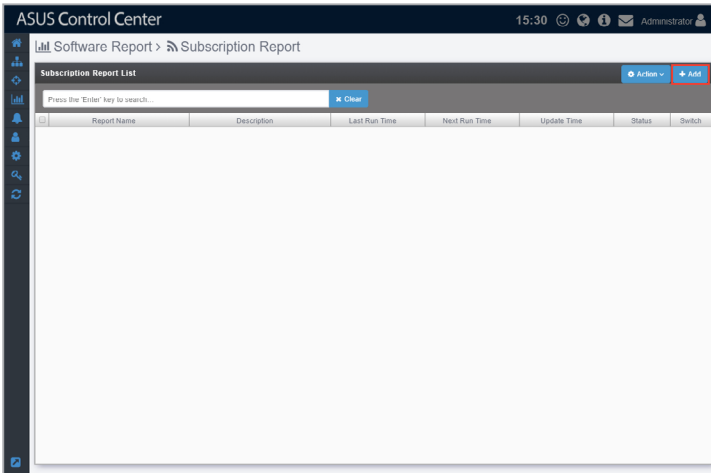 ASUS Control Center
15:30
Administrator
Software Report > Subscription Report
Subscription Report List
Action
+ Add
Press the 'Enter' key to search...
× Clear
Report Name
Description
Last Run Time
Next Run Time
Update Time
Status
Switch